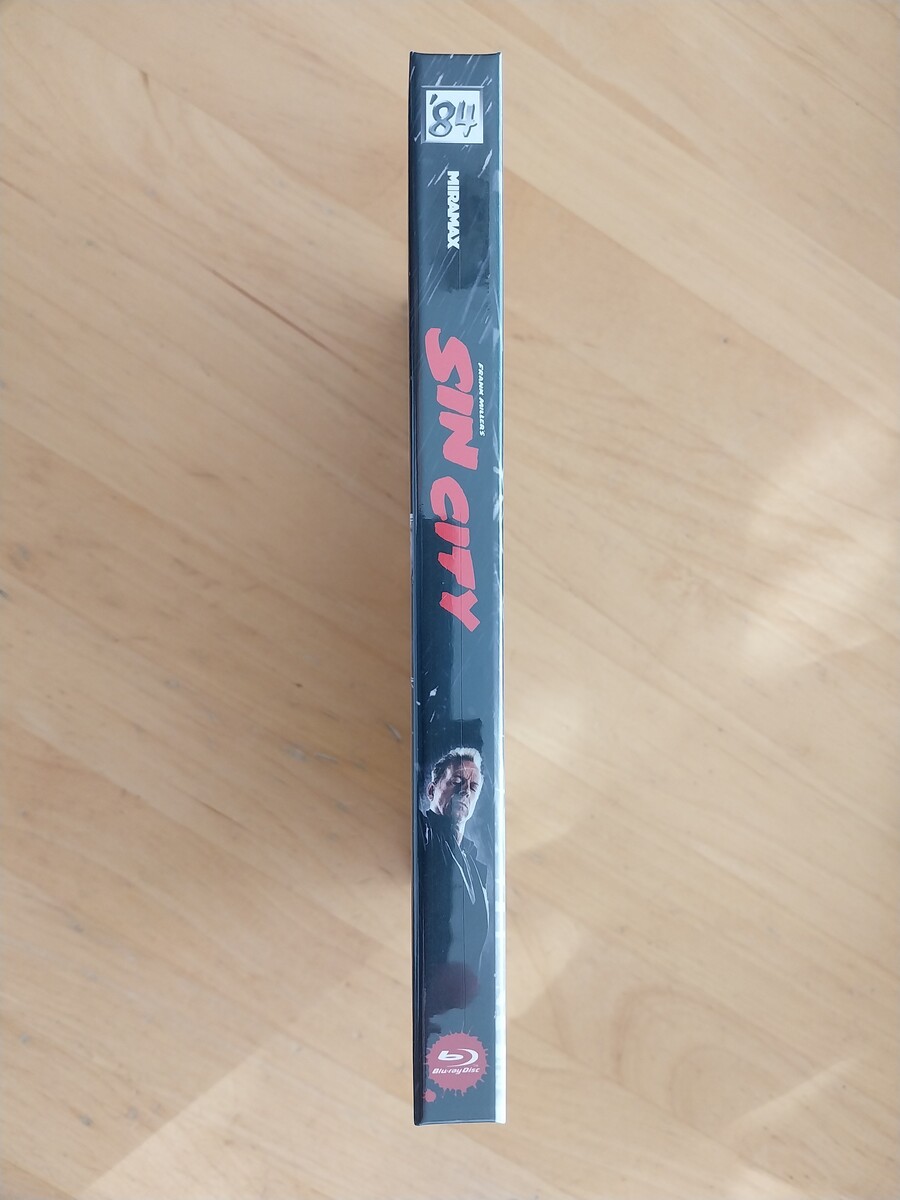 '84
MIRAMAX
FRANK MILLER'S
SIN CITY
Blu-ray Disc